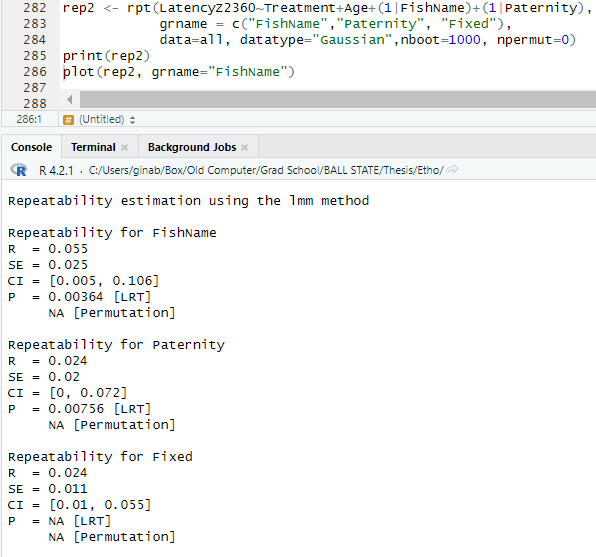 282 rep2 <- rpt(LatencyZ2360~Treatment+Age+(1|FishName)+(1|Paternity),
283 grname = c("FishName","Paternity", "Fixed"),
284 data=all, datatype="Gaussian",nboot=1000, npermut=0)
285 print(rep2)
286 plot(rep2, grname="FishName")
287
288
286:1 # (Untitled)
Console Terminal × Background Jobs ×
R R 4.2.1 · C:/Users/ginab/Box/Old Computer/Grad School/BALL STATE/Thesis/Etho/
Repeatability estimation using the lmm method
Repeatability for FishName
R = 0.055
SE = 0.025
CI = [0.005, 0.106]
P = 0.00364 [LRT]
NA [Permutation]
Repeatability for Paternity
R = 0.024
SE = 0.02
CI = [0, 0.072]
P = 0.00756 [LRT]
NA [Permutation]
Repeatability for Fixed
R = 0.024
SE = 0.011
CI = [0.01, 0.055]
P = NA [LRT]
NA [Permutation]